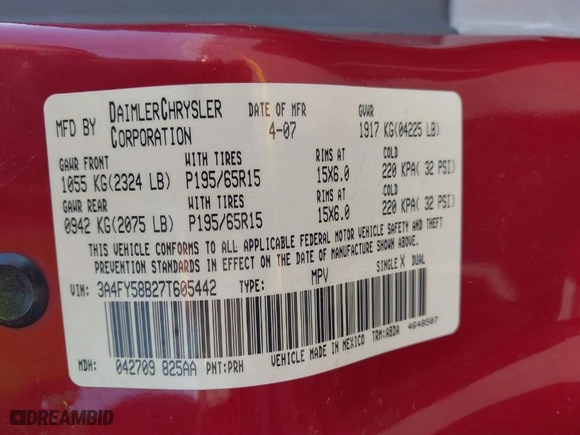 MFD BY DAIMLERCHRYSLER CORPORATION DATE OF MFR 4-07 GVWR 1917 KG(04225 LB)
GAWR FRONT WITH TIRES RIMS AT COLD
1055 KG(2324 LB) P195/65R15 15X6.0 220 KPA( 32 PSI)
GAWR REAR WITH TIRES RIMS AT COLD
0942 KG(2075 LB) P195/65R15 15X6.0 220 KPA( 32 PSI)
THIS VEHICLE CONFORMS TO ALL APPLICABLE FEDERAL MOTOR VEHICLE SAFETY AND THEFT
PREVENTION STANDARDS IN EFFECT ON THE DATE OF MANUFACTURE SHOWN ABOVE.
VIN: 3A4FY58B27T605442 TYPE: MPV SINGLE X DUAL
MDH: 042709 825AA PNT:PRH VEHICLE MADE IN MEXICO TRM:ABDA 4648507
DREAMBID